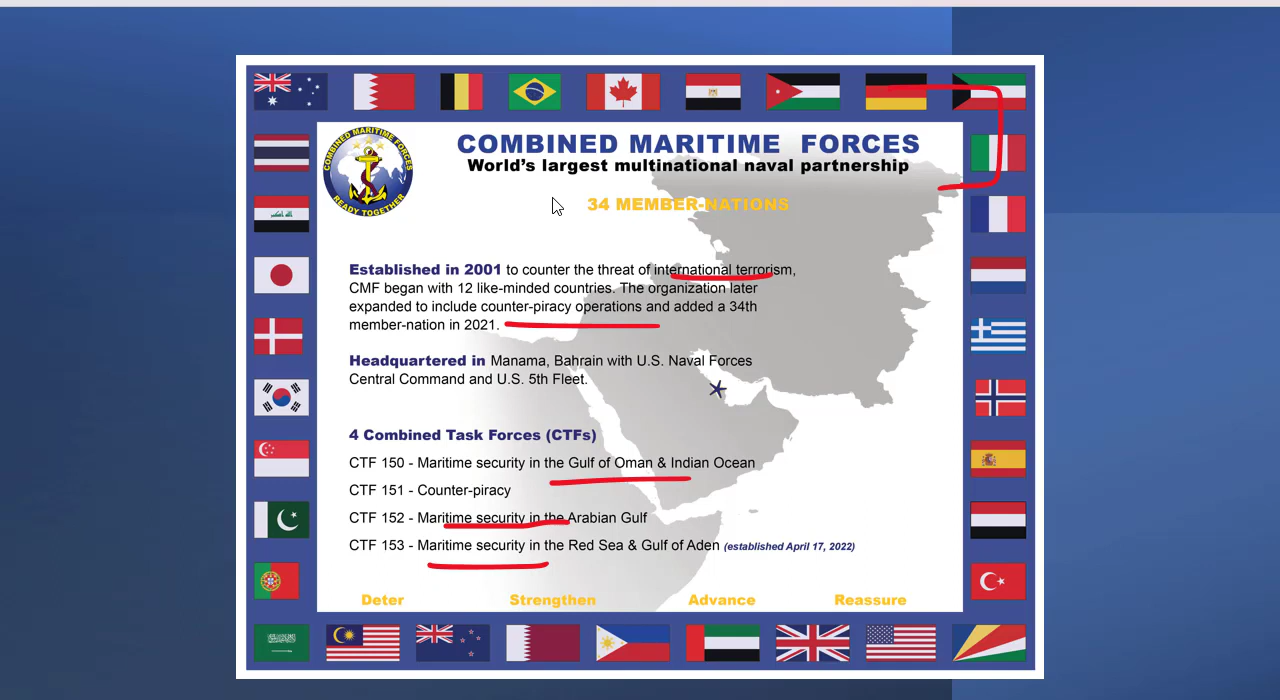 COMBINED MARITIME FORCES
READY TOGETHER
COMBINED MARITIME FORCES
World's largest multinational naval partnership
34 MEMBER-NATIONS
Established in 2001 to counter the threat of international terrorism,
CMF began with 12 like-minded countries. The organization later
expanded to include counter-piracy operations and added a 34th
member-nation in 2021.
Headquartered in Manama, Bahrain with U.S. Naval Forces
Central Command and U.S. 5th Fleet.
4 Combined Task Forces (CTFs)
CTF 150 - Maritime security in the Gulf of Oman & Indian Ocean
CTF 151 - Counter-piracy
CTF 152 - Maritime security in the Arabian Gulf
CTF 153 - Maritime security in the Red Sea & Gulf of Aden (established April 17, 2022)
Deter Strengthen Advance Reassure